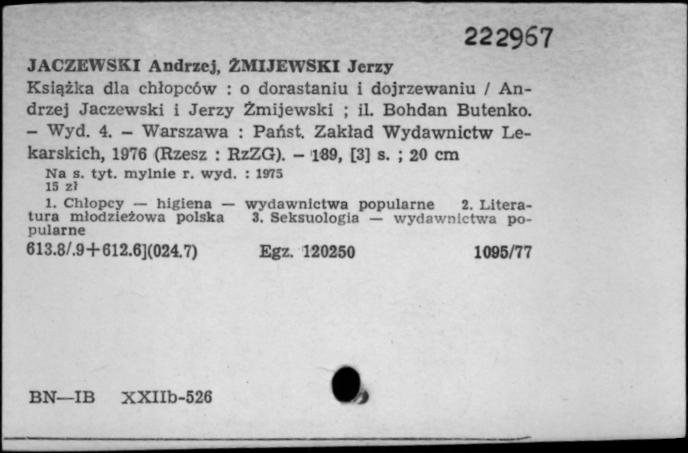 222967
JACZEWSKI Andrzej, ŻMIJEWSKI Jerzy
Książka dla chłopców : o dorastaniu i dojrzewaniu / An-
drzej Jaczewski i Jerzy Żmijewski ; il. Bohdan Butenko.
– Wyd. 4. – Warszawa : Państ. Zakład Wydawnictw Le-
karskich, 1976 (Rzesz : RzZG). – 189, [3] s. ; 20 cm
Na s. tyt. mylnie r. wyd. : 1975
15 zł
1. Chłopcy — higiena — wydawnictwa popularne 2. Litera-
tura młodzieżowa polska 3. Seksuologia — wydawnictwa po-
pularne
613.8/.9+612.6](024.7) Egz. 120250 1095/77
BN—IB XXIIb-526